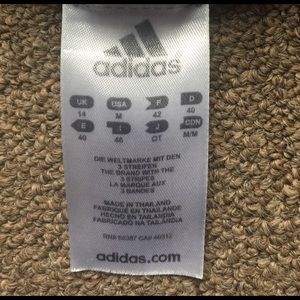 adidas
UK USA F D
14 M 42 40
E I J CDN
40 46 OT M/M
DIE WELTMARKE MIT DEN
3 STREIFEN
THE BRAND WITH THE
3 STRIPES
LA MARQUE AUX
3 BANDES
MADE IN THAILAND
FABRIQUÉ EN THAILANDE
HECHO EN TAILANDIA
FABRICADO NA TAILÂNDIA
adidas.com